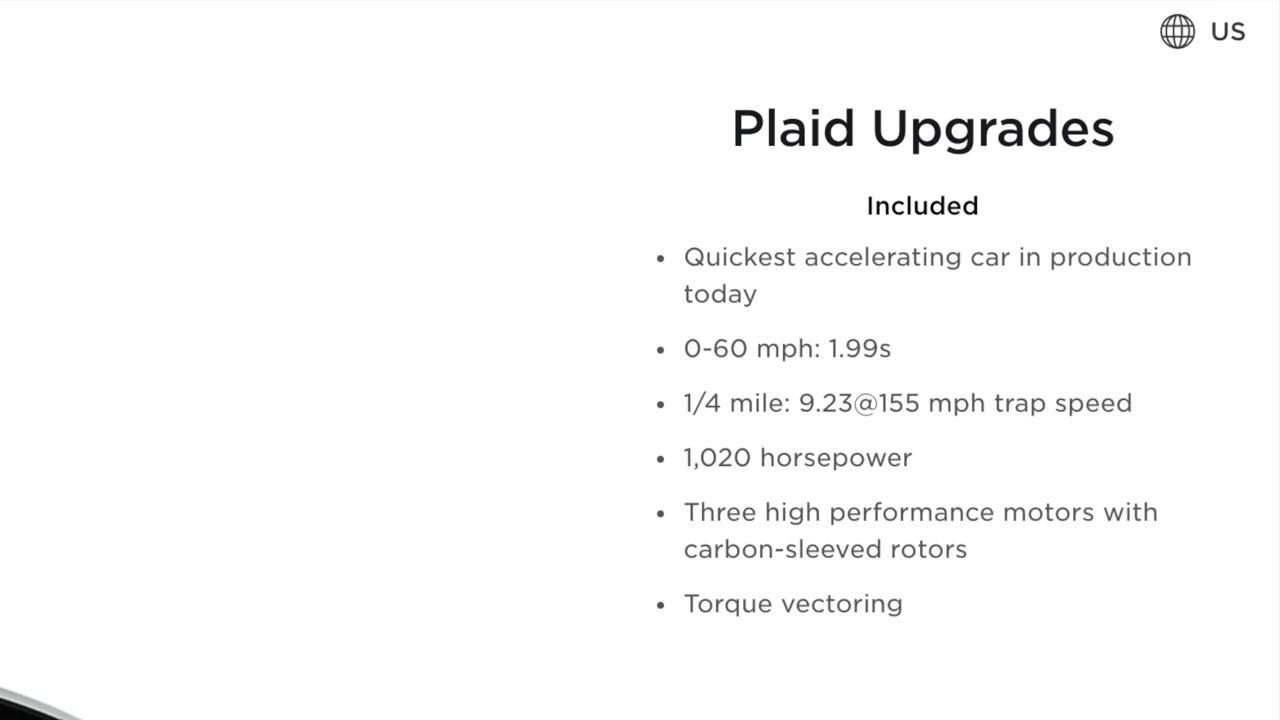 US
Plaid Upgrades
Included
• Quickest accelerating car in production
today
• 0-60 mph: 1.99s
• 1/4 mile: 9.23@155 mph trap speed
• 1,020 horsepower
• Three high performance motors with
carbon-sleeved rotors
• Torque vectoring